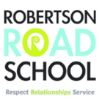 ROBERTSON
ROAD
SCHOOL
Respect Relationships Service